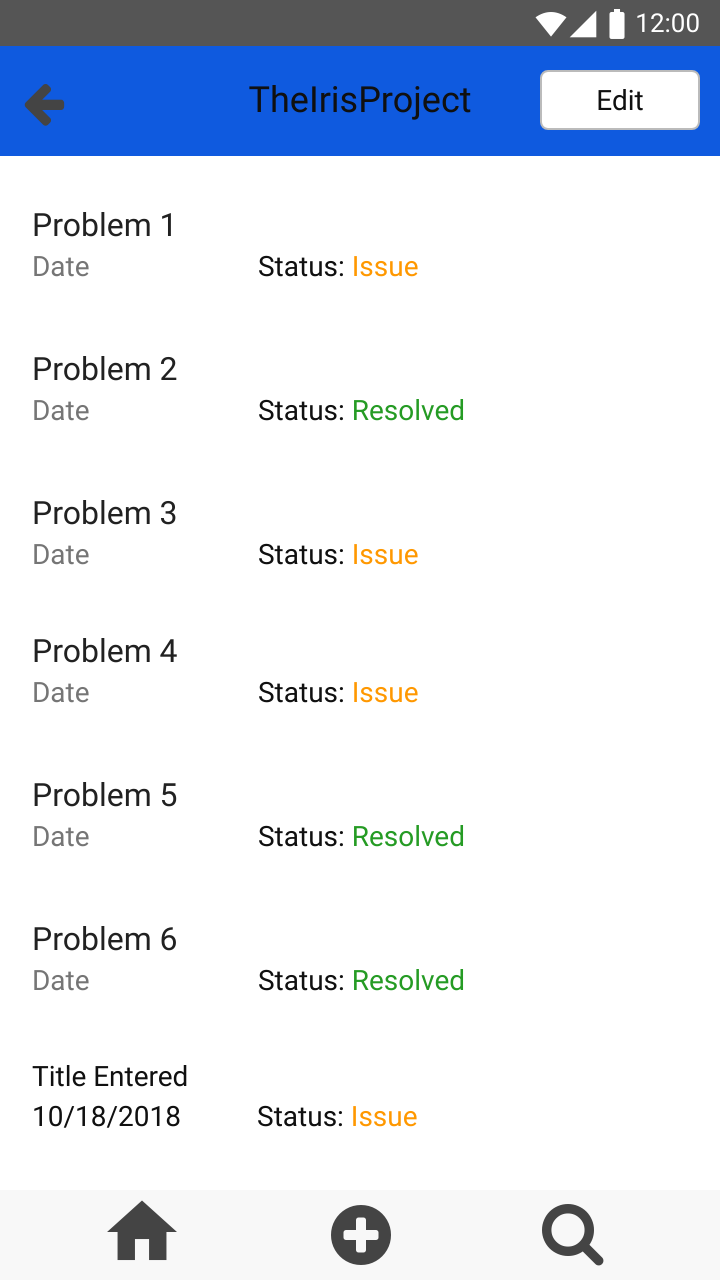 12:00
TheIrisProject
Edit
Problem 1
Date Status: Issue
Problem 2
Date Status: Resolved
Problem 3
Date Status: Issue
Problem 4
Date Status: Issue
Problem 5
Date Status: Resolved
Problem 6
Date Status: Resolved
Title Entered
10/18/2018 Status: Issue